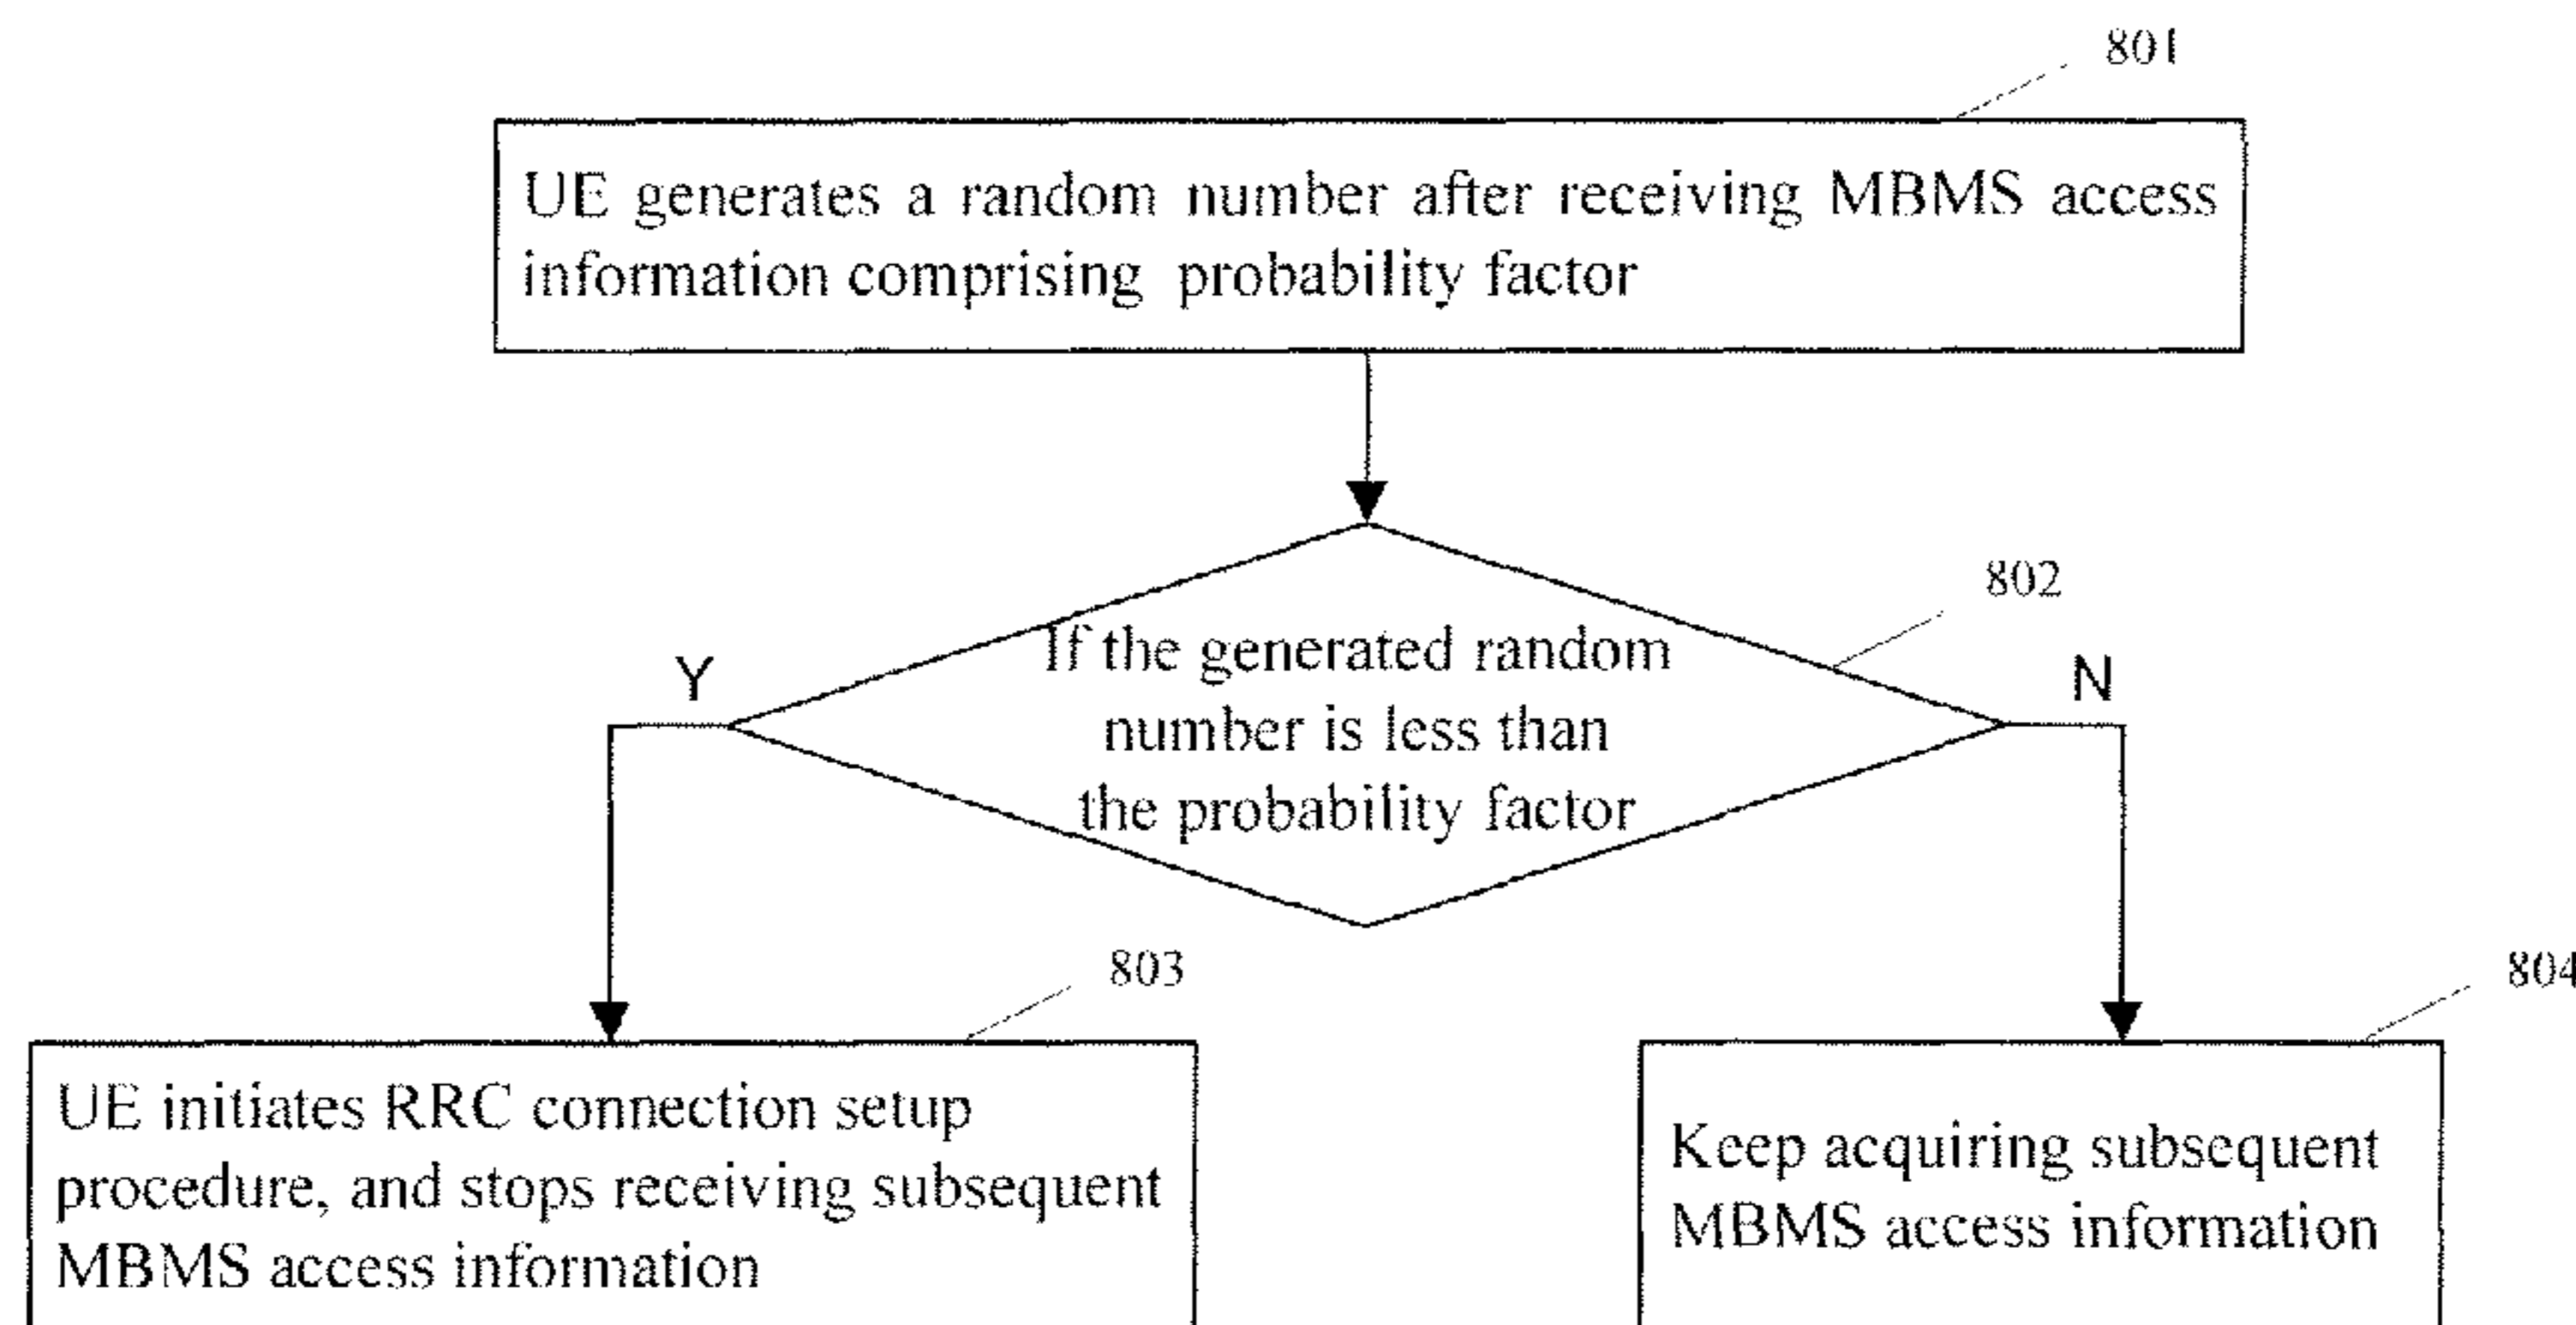 801
UE generates a random number after receiving MBMS access
information comprising probability factor
802
If the generated random
number is less than
the probability factor
Y
N
803
804
UE initiates RRC connection setup
procedure, and stops receiving subsequent
MBMS access information
Keep acquiring subsequent
MBMS access information